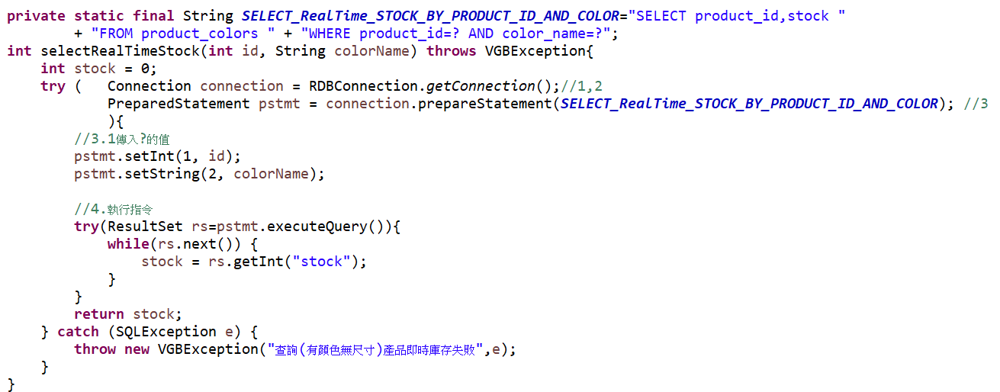 private static final String SELECT_RealTime_STOCK_BY_PRODUCT_ID_AND_COLOR="SELECT product_id,stock "
        + "FROM product_colors " + "WHERE product_id=? AND color_name=?";
int selectRealTimeStock(int id, String colorName) throws VGBException{
    int stock = 0;
    try (   Connection connection = RDBConnection.getConnection();//1,2
            PreparedStatement pstmt = connection.prepareStatement(SELECT_RealTime_STOCK_BY_PRODUCT_ID_AND_COLOR); //3
            ){
        //3.1傳入?的值
        pstmt.setInt(1, id);
        pstmt.setString(2, colorName);

        //4.執行指令
        try(ResultSet rs=pstmt.executeQuery()){
            while(rs.next()) {
                stock = rs.getInt("stock");
            }
        }
        return stock;
    } catch (SQLException e) {
        throw new VGBException("查詢(有顏色無尺寸)產品即時庫存失敗",e);
    }
}